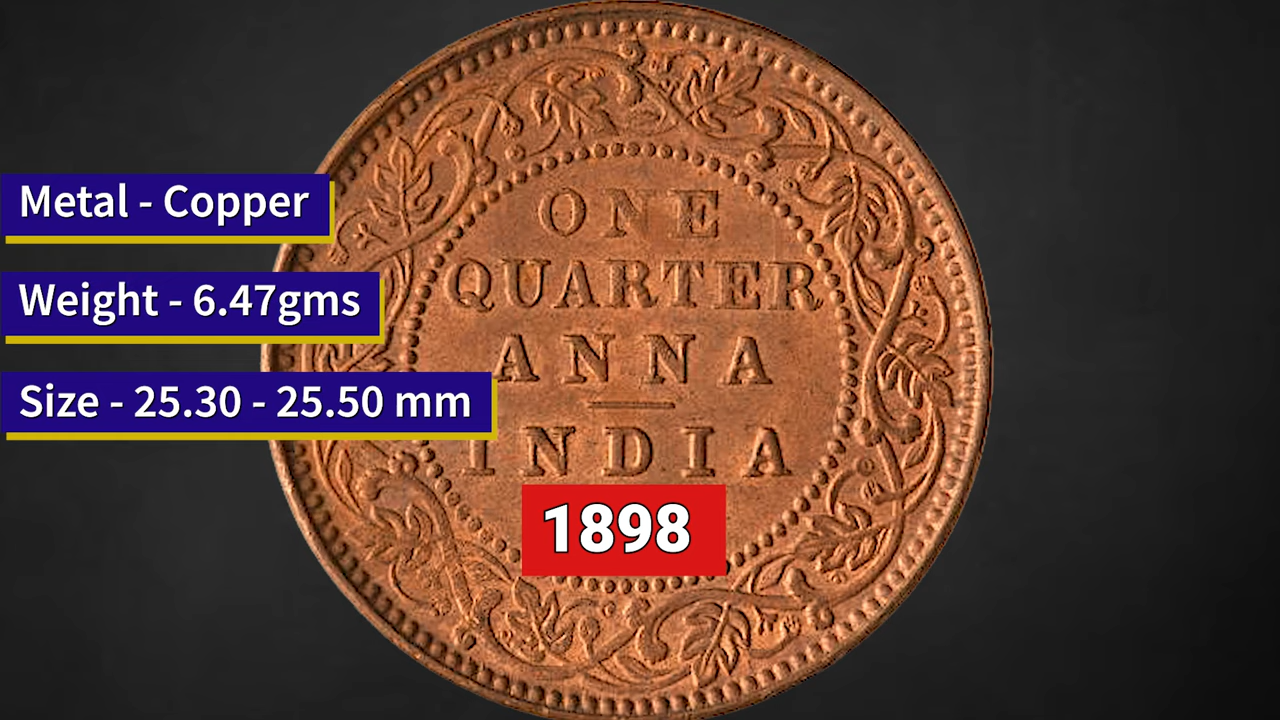 Metal - Copper
Weight - 6.47gms
Size - 25.30 - 25.50 mm
ONE
QUARTER
ANNA
INDIA
1898